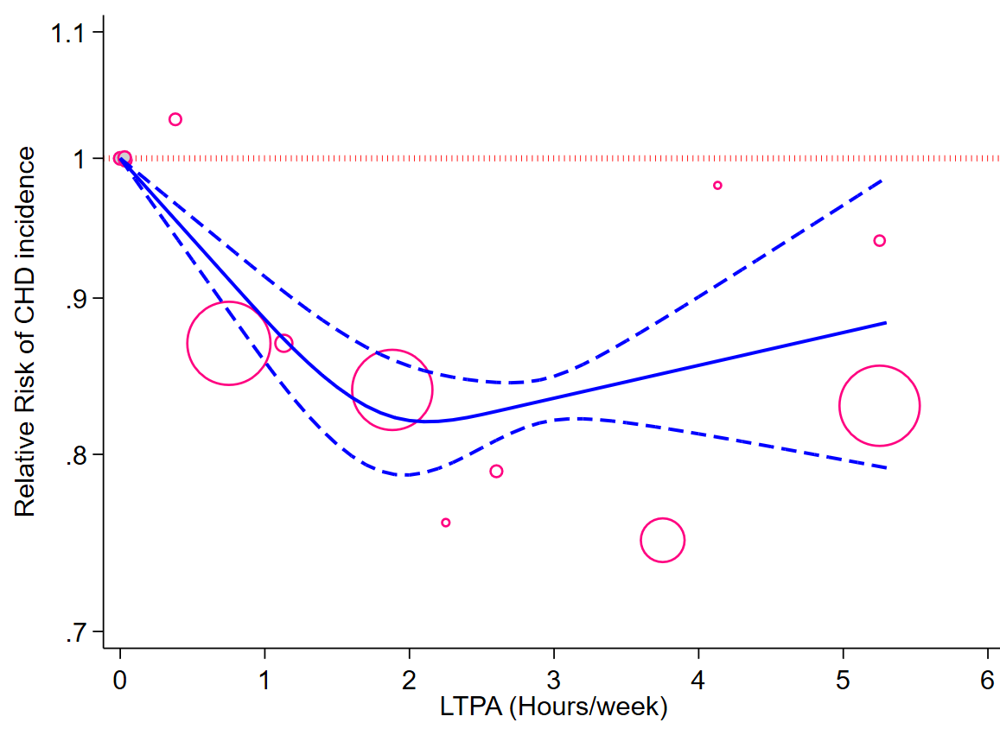 1.1
1
.9
.8
.7
Relative Risk of CHD incidence
0 1 2 3 4 5 6
LTPA (Hours/week)